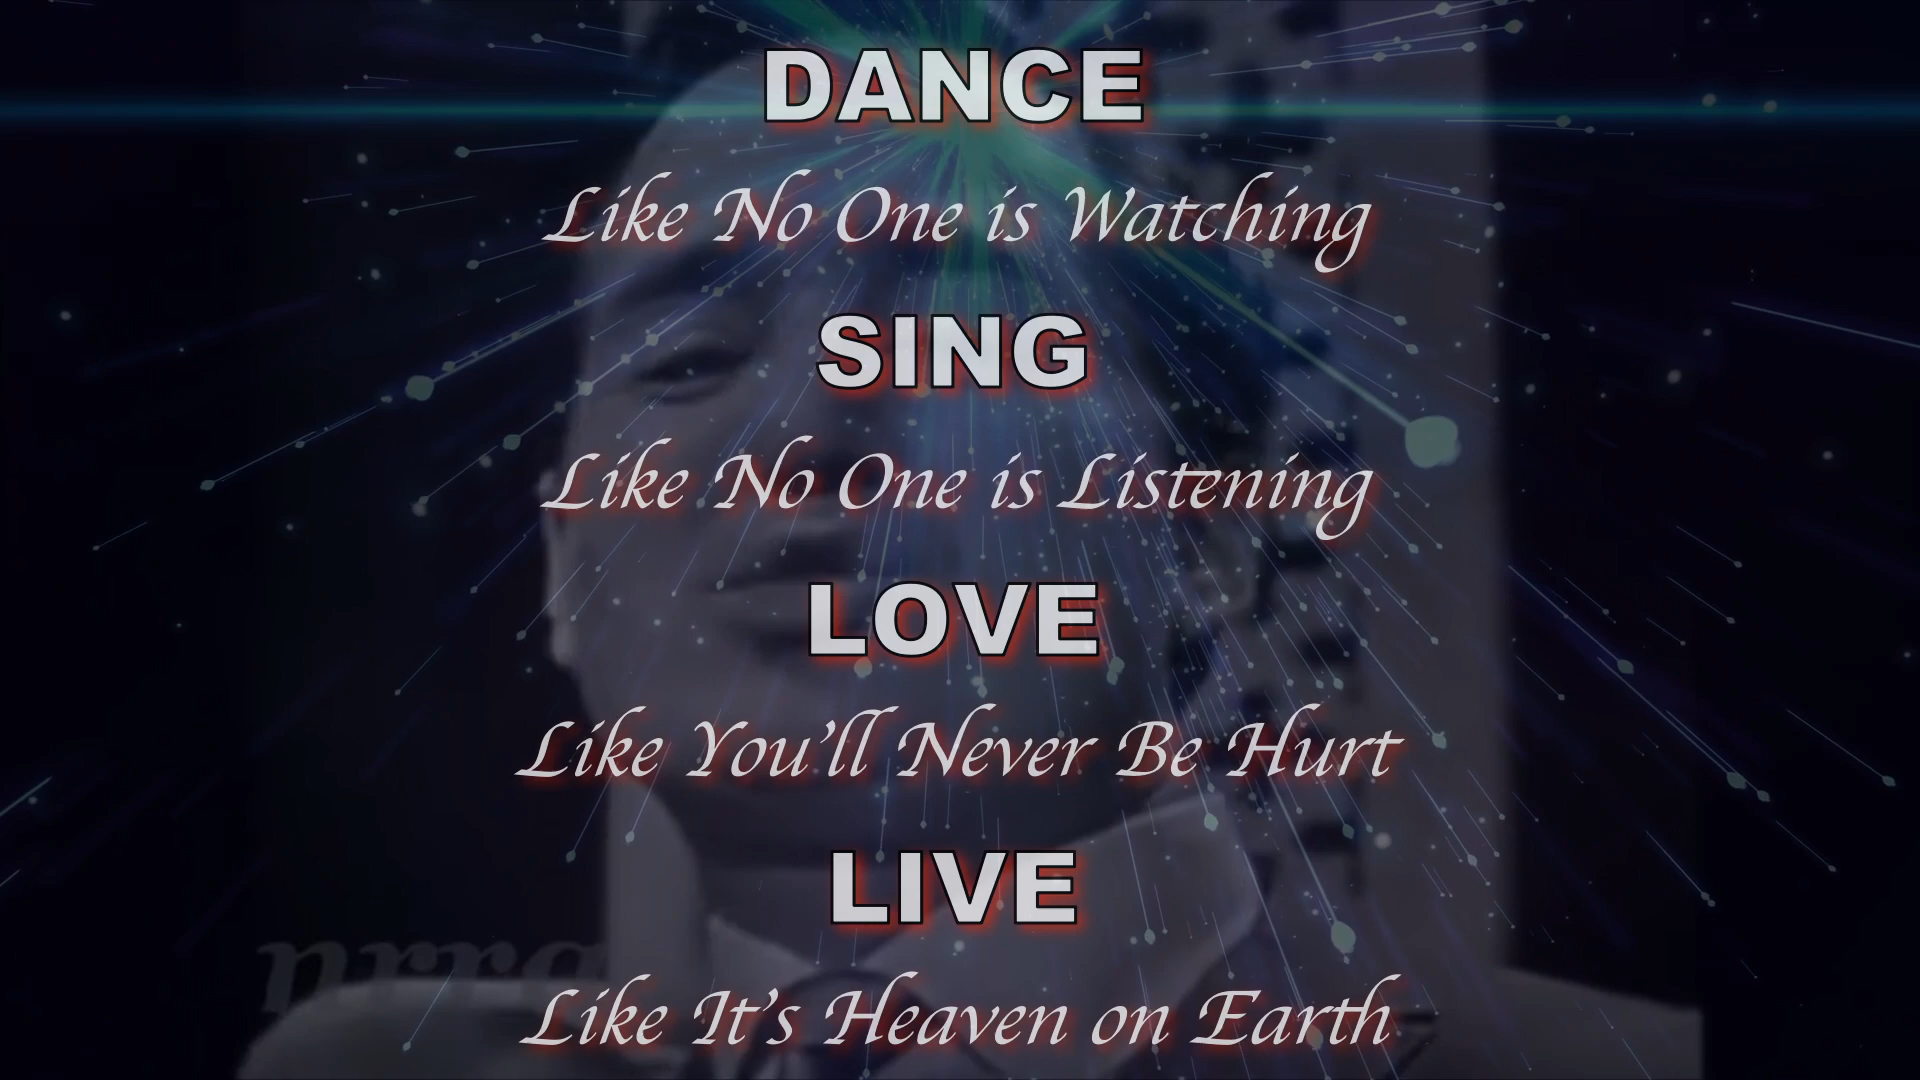 DANCE
Like No One is Watching
SING
Like No One is Listening
LOVE
Like You’ll Never Be Hurt
LIVE
Like It’s Heaven on Earth